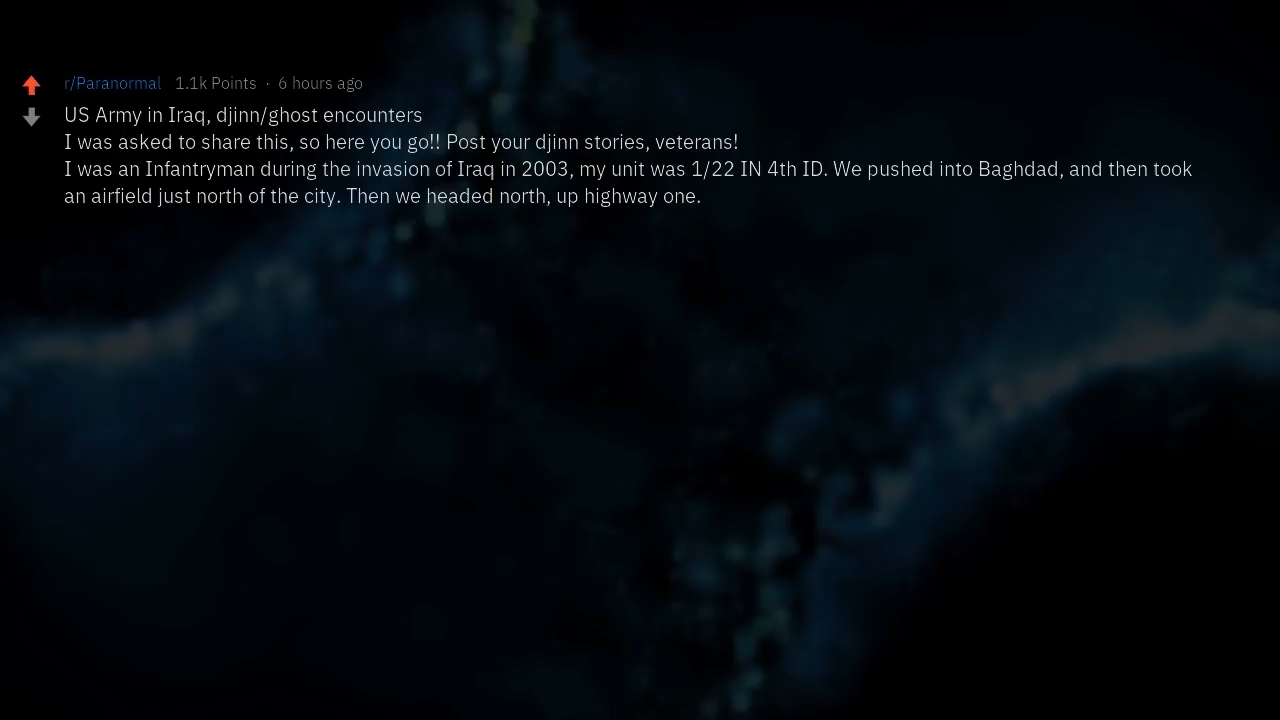 r/Paranormal 1.1k Points · 6 hours ago
US Army in Iraq, djinn/ghost encounters
I was asked to share this, so here you go!! Post your djinn stories, veterans!
I was an Infantryman during the invasion of Iraq in 2003, my unit was 1/22 IN 4th ID. We pushed into Baghdad, and then took
an airfield just north of the city. Then we headed north, up highway one.